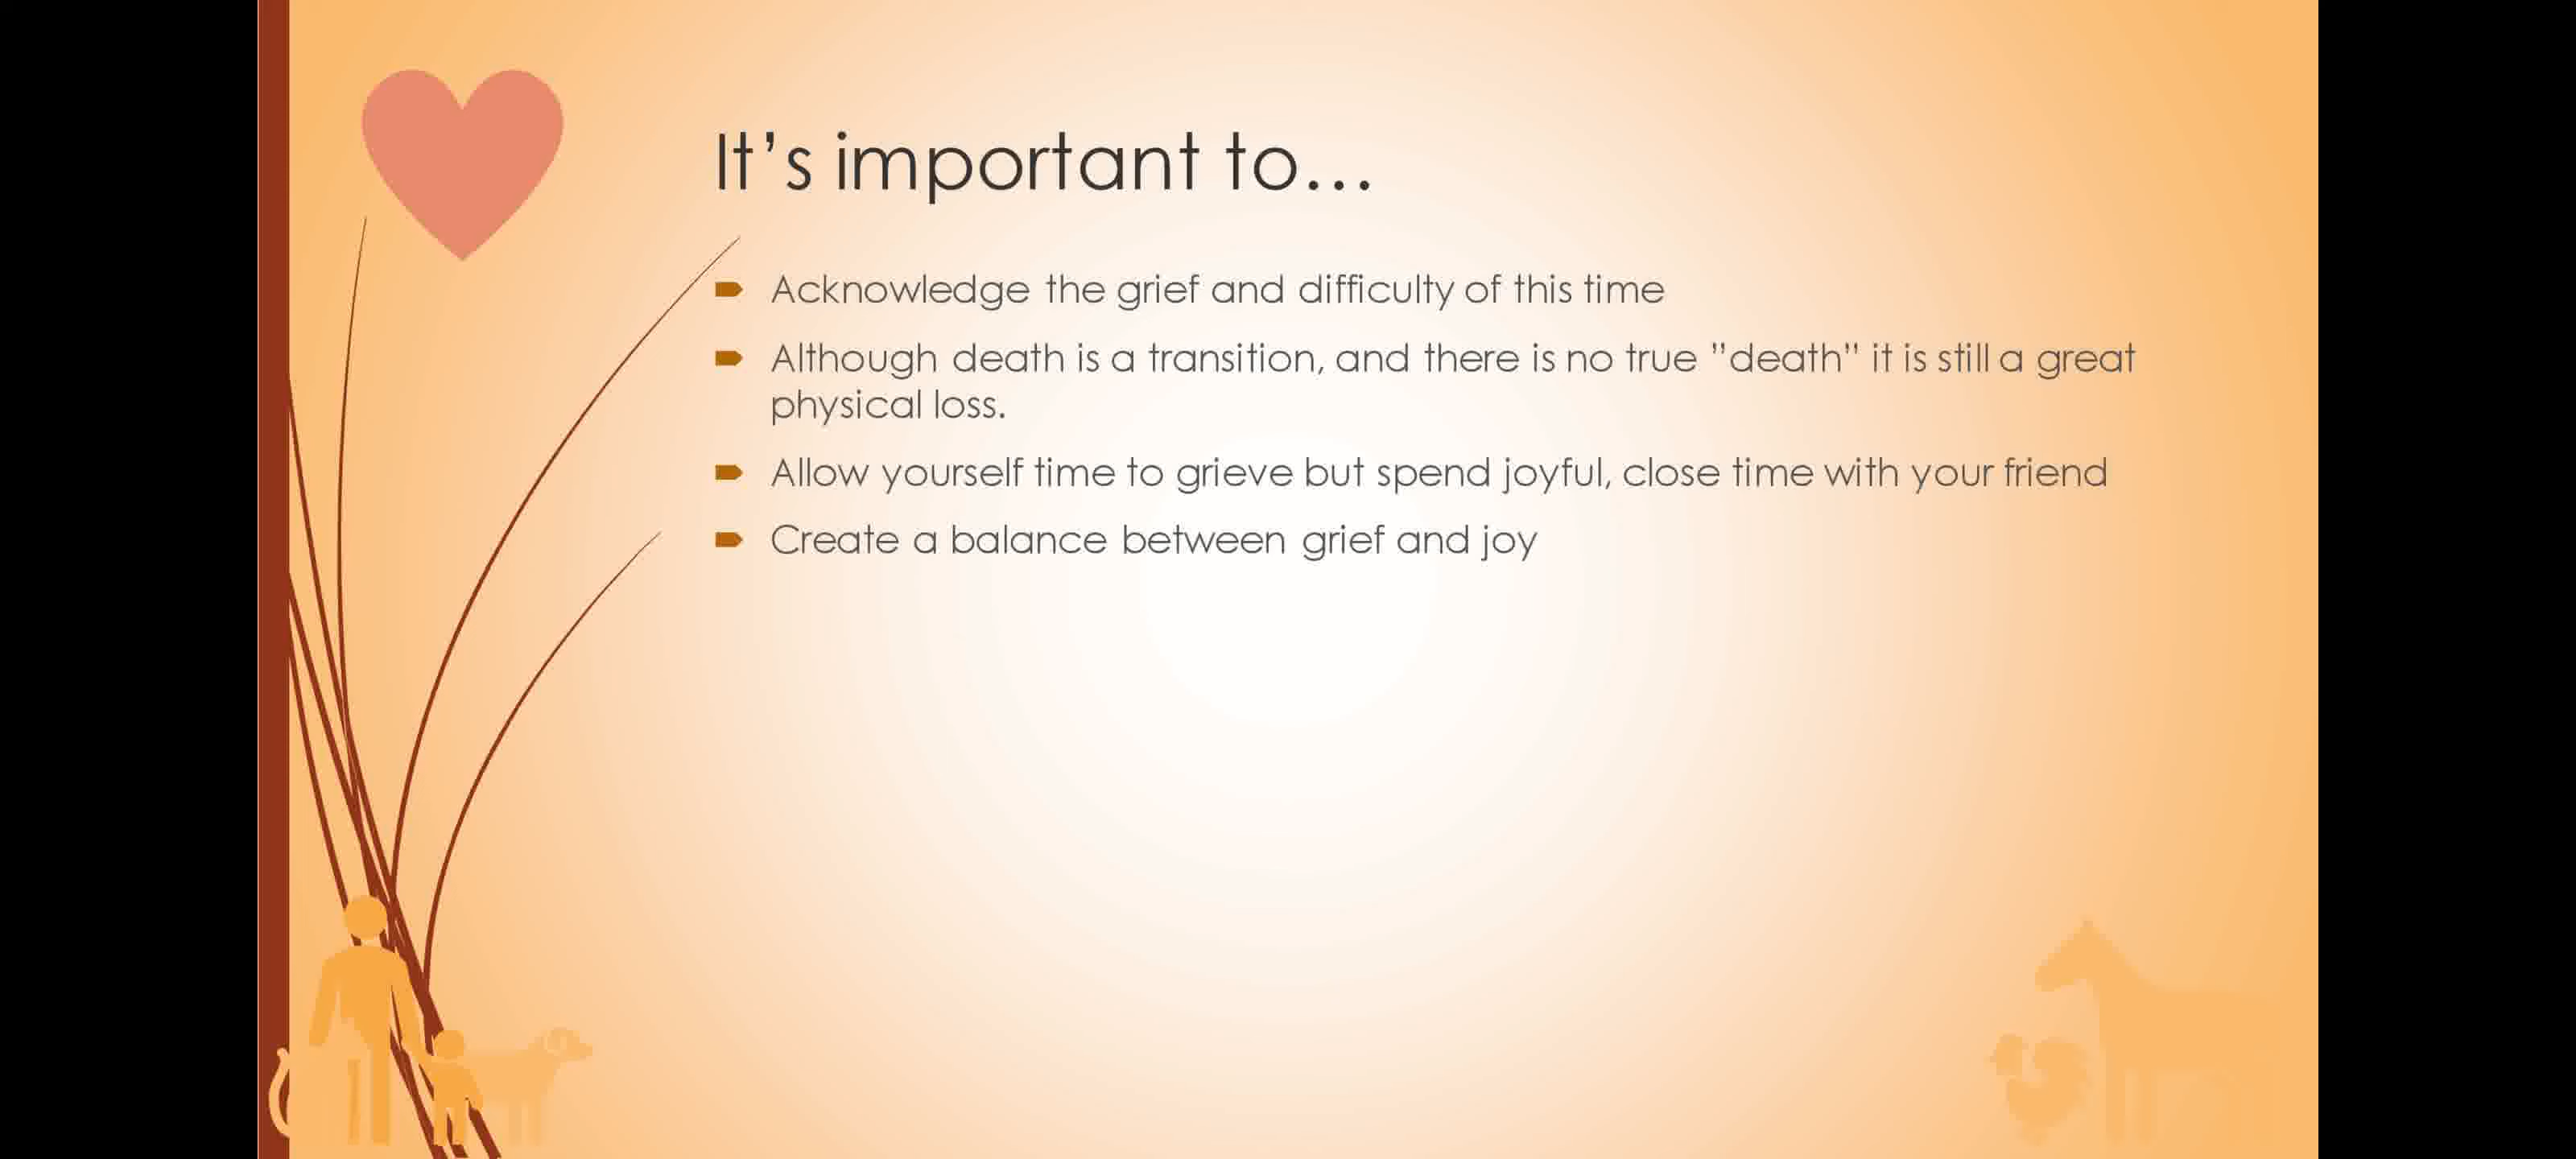 It’s important to...
Acknowledge the grief and difficulty of this time
Although death is a transition, and there is no true "death" it is still a great
physical loss.
Allow yourself time to grieve but spend joyful, close time with your friend
Create a balance between grief and joy